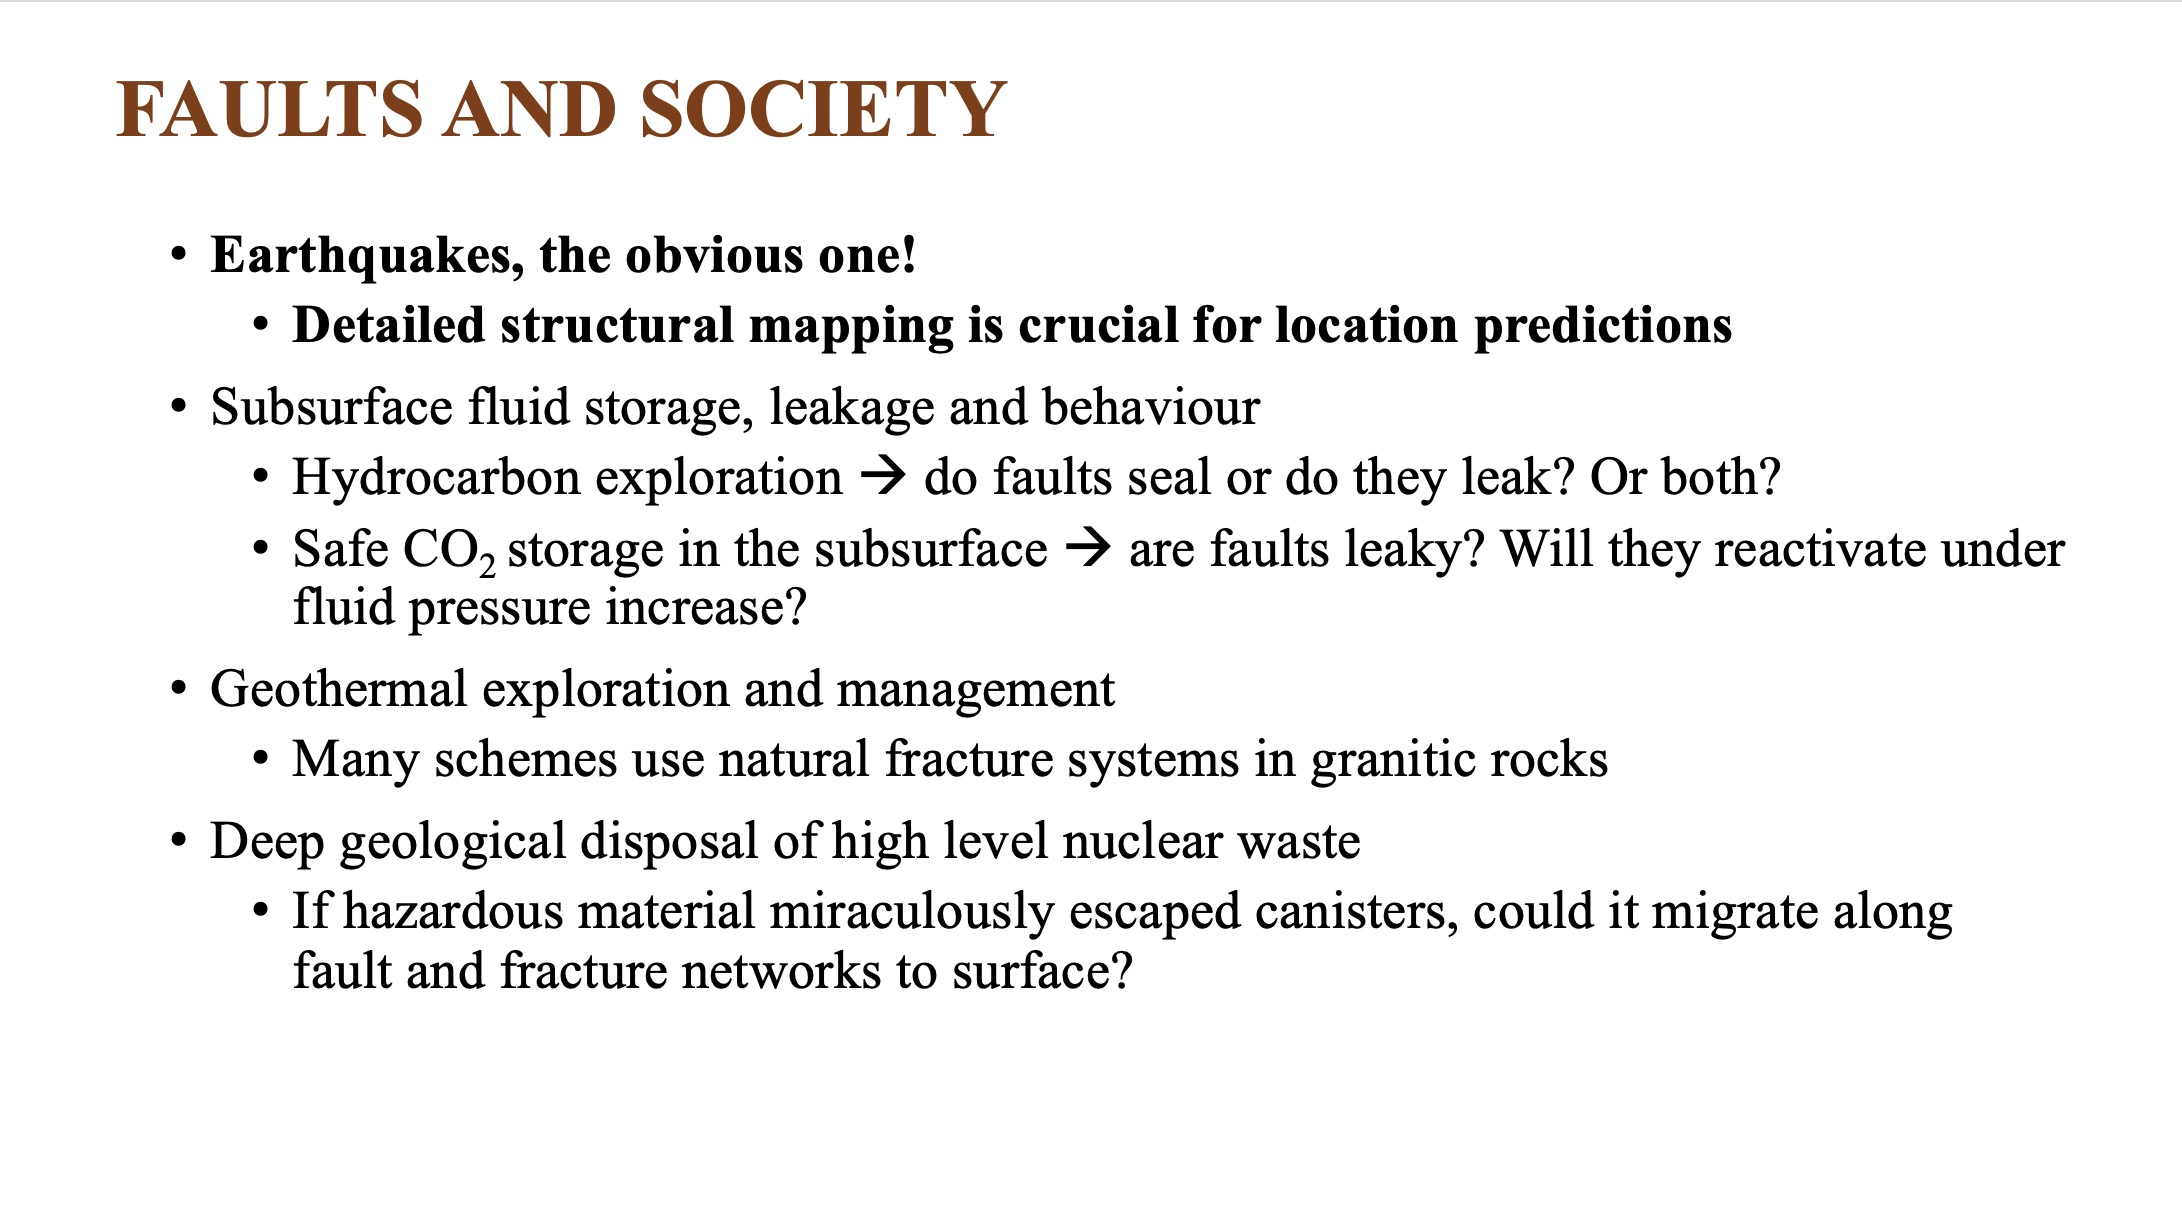 FAULTS AND SOCIETY
• Earthquakes, the obvious one!
• Detailed structural mapping is crucial for location predictions
• Subsurface fluid storage, leakage and behaviour
• Hydrocarbon exploration → do faults seal or do they leak? Or both?
• Safe CO₂ storage in the subsurface → are faults leaky? Will they reactivate under
fluid pressure increase?
• Geothermal exploration and management
• Many schemes use natural fracture systems in granitic rocks
• Deep geological disposal of high level nuclear waste
• If hazardous material miraculously escaped canisters, could it migrate along
fault and fracture networks to surface?